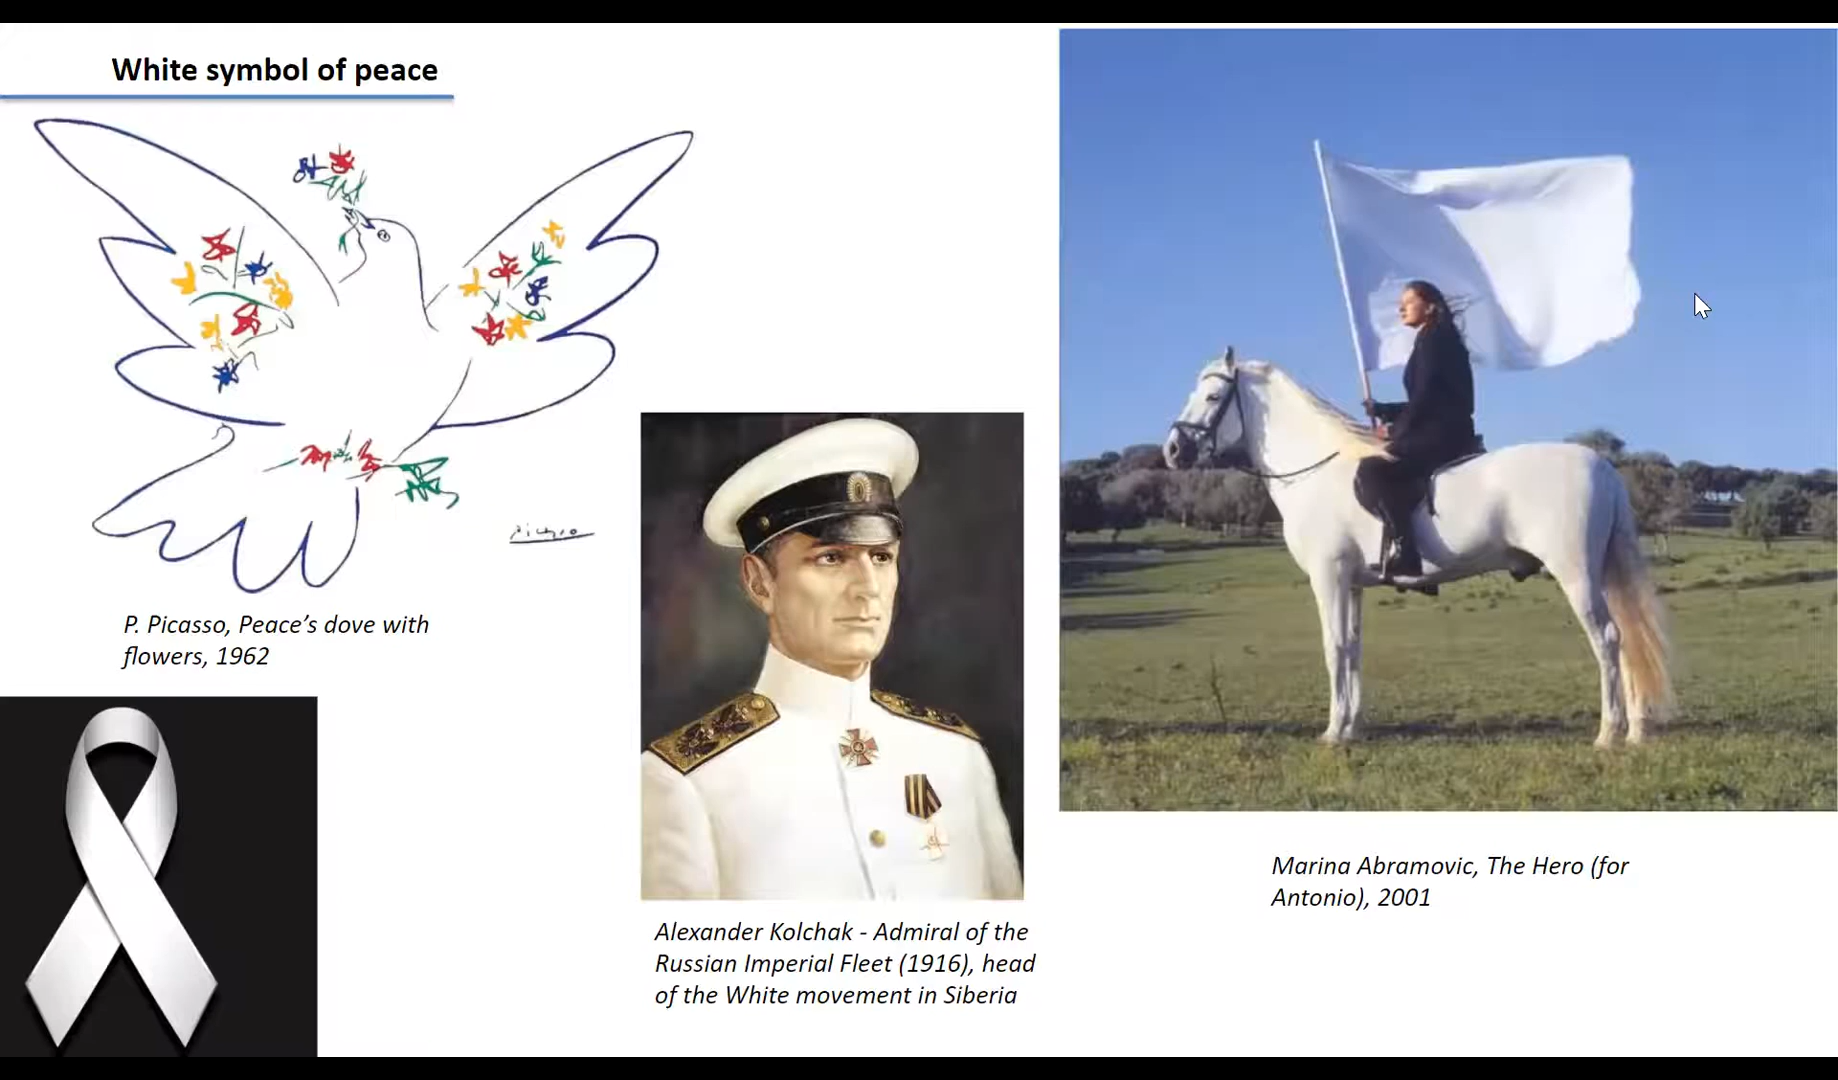 White symbol of peace
Picasso
P. Picasso, Peace's dove with
flowers, 1962
Alexander Kolchak - Admiral of the
Russian Imperial Fleet (1916), head
of the White movement in Siberia
Marina Abramovic, The Hero (for
Antonio), 2001